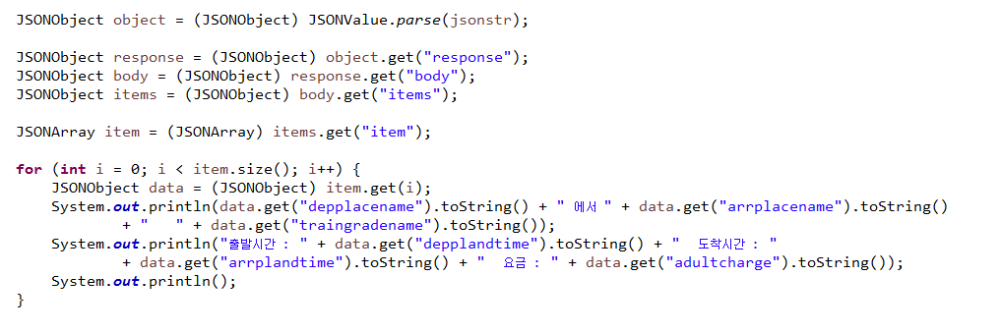 JSONObject object = (JSONObject) JSONValue.parse(jsonstr);
JSONObject response = (JSONObject) object.get("response");
JSONObject body = (JSONObject) response.get("body");
JSONObject items = (JSONObject) body.get("items");
JSONArray item = (JSONArray) items.get("item");
for (int i = 0; i < item.size(); i++) {
    JSONObject data = (JSONObject) item.get(i);
    System.out.println(data.get("depplacename").toString() + " 에서 " + data.get("arrplacename").toString()
            + "   " + data.get("traingradename").toString());
    System.out.println("출발시간 : " + data.get("depplandtime").toString() + "  도착시간 : "
            + data.get("arrplandtime").toString() + "  요금 : " + data.get("adultcharge").toString());
    System.out.println();
}